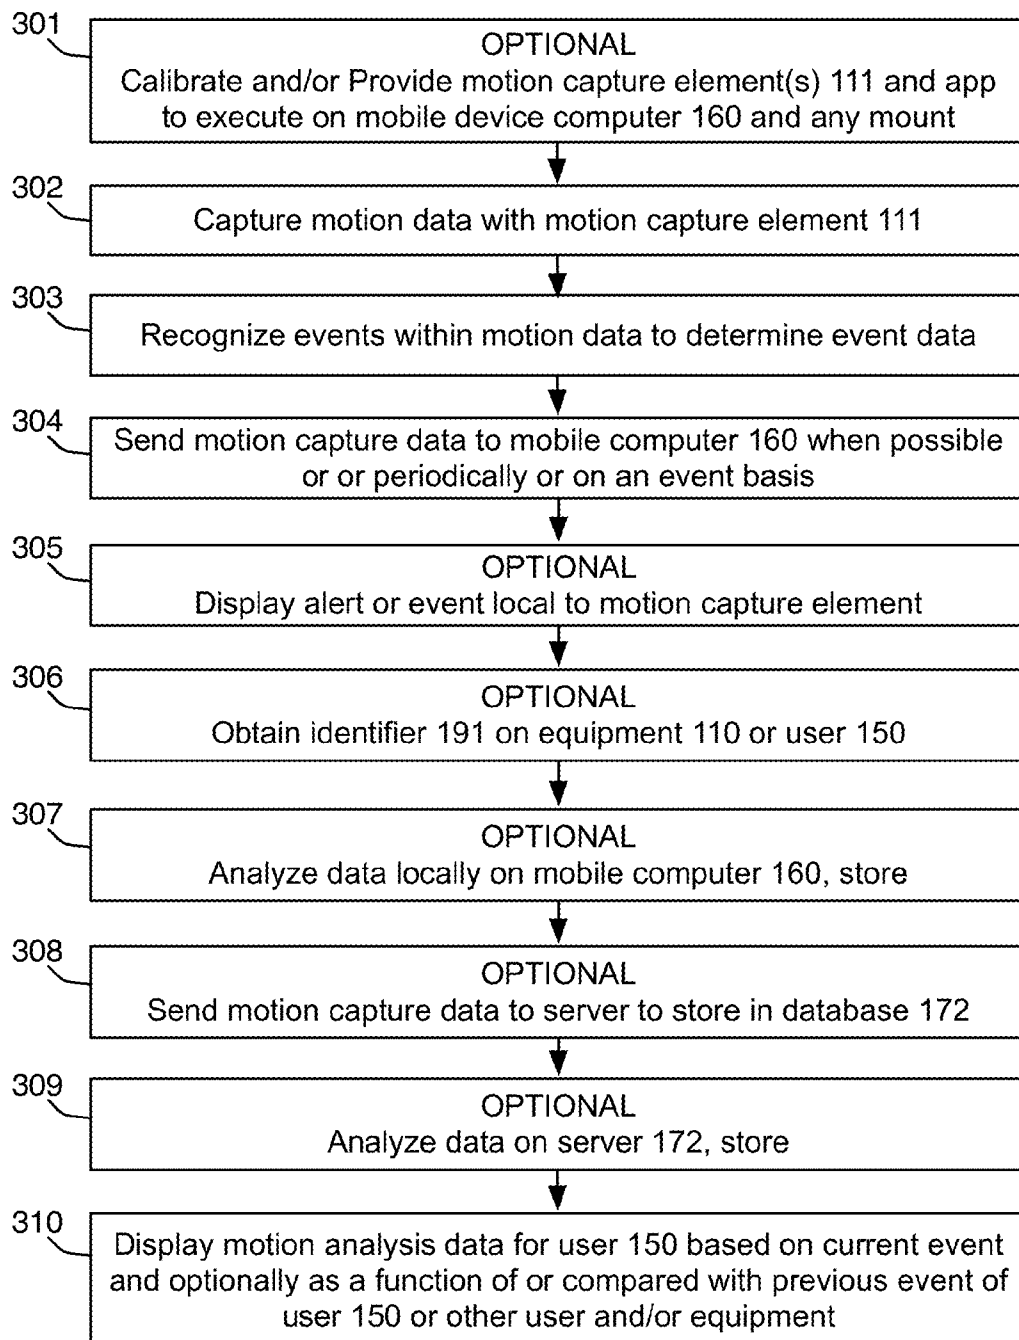 301
OPTIONAL
Calibrate and/or Provide motion capture element(s) 111 and app
to execute on mobile device computer 160 and any mount
302
Capture motion data with motion capture element 111
303
Recognize events within motion data to determine event data
304
Send motion capture data to mobile computer 160 when possible
or or periodically or on an event basis
305
OPTIONAL
Display alert or event local to motion capture element
306
OPTIONAL
Obtain identifier 191 on equipment 110 or user 150
307
OPTIONAL
Analyze data locally on mobile computer 160, store
308
OPTIONAL
Send motion capture data to server to store in database 172
309
OPTIONAL
Analyze data on server 172, store
310
Display motion analysis data for user 150 based on current event
and optionally as a function of or compared with previous event of
user 150 or other user and/or equipment